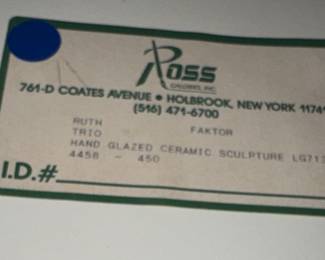 Ross
GALLERIES, INC.
761-D COATES AVENUE • HOLBROOK, NEW YORK 11741
(516) 471-6700
RUTH FAKTOR
TRIO
HAND GLAZED CERAMIC SCULPTURE LG71
4458 - 450
I.D.#